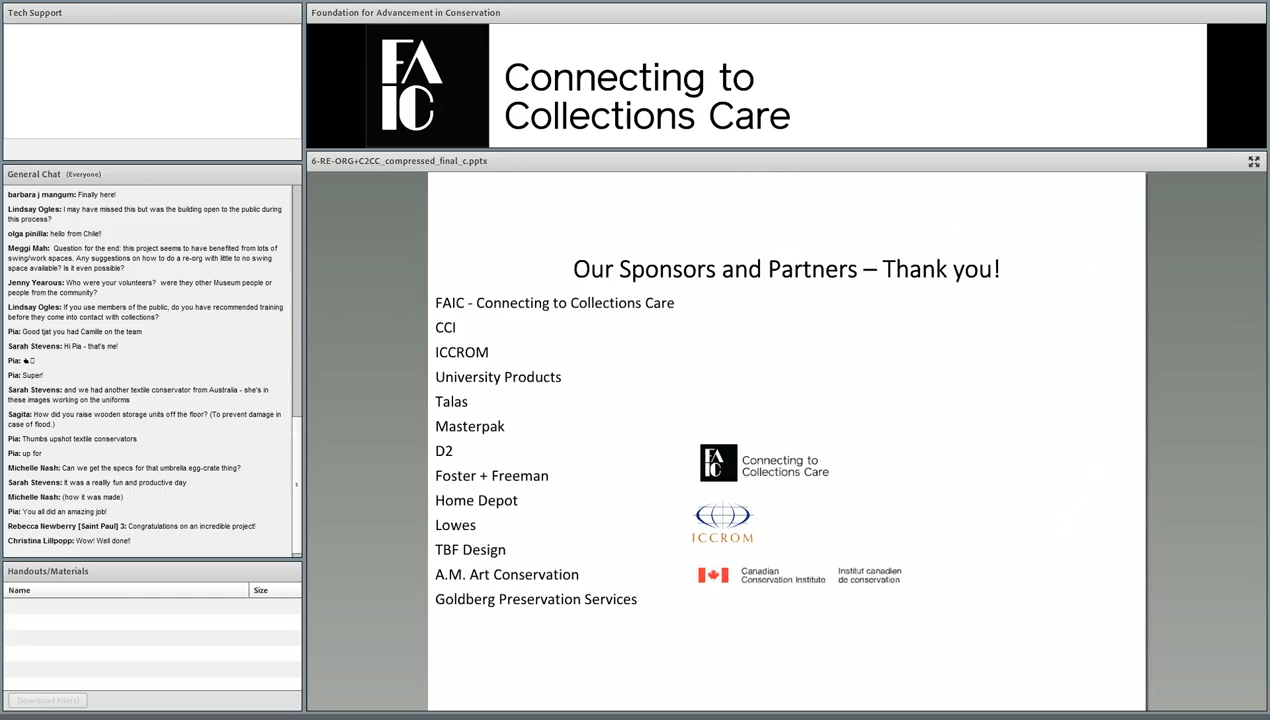 Tech Support
Foundation for Advancement in Conservation
FAIC
Connecting to
Collections Care
General Chat (Everyone)
barbara j mangum: Finally here!
Lindsay Ogles: I may have missed this but was the building open to the public during
this process?
olga pinilla: hello from Chile!!
Meggi Mah: Question for the end: this project seems to have benefited from lots of
swing/work spaces. Any suggestions on how to do a re-org with little to no swing
space available? Is it even possible?
Jenny Yearous: Who were your volunteers? were they other Museum people or
people from the community?
Lindsay Ogles: If you use members of the public, do you have recommended training
before they come into contact with collections?
Pia: Good tjat you had Camille on the team
Sarah Stevens: Hi Pia - that's me!
Pia:
Pia: Super!
Sarah Stevens: and we had another textile conservator from Australia - she's in
these images working on the uniforms
Sagita: How did you raise wooden storage units off the floor? (To prevent damage in
case of flood.)
Pia: Thumbs upshot textile conservators
Pia: up for
Michelle Nash: Can we get the specs for that umbrella egg-crate thing?
Sarah Stevens: It was a really fun and productive day
Michelle Nash: (how it was made)
Pia: You all did an amazing job!
Rebecca Newberry [Saint Paul] 3: Congratulations on an incredible project!
Christina Lillpopp: Wow! Well done!!
Handouts/Materials
Name Size
Download File(s)
6-RE-ORG+C2CC_compressed_final_c.pptx
Our Sponsors and Partners – Thank you!
FAIC - Connecting to Collections Care
CCI
ICCROM
University Products
Talas
Masterpak
D2
Foster + Freeman
Home Depot
Lowes
TBF Design
A.M. Art Conservation
Goldberg Preservation Services
FAIC
Connecting to
Collections Care
ICCROM
Canadian Institut canadien
Conservation Institute de conservation